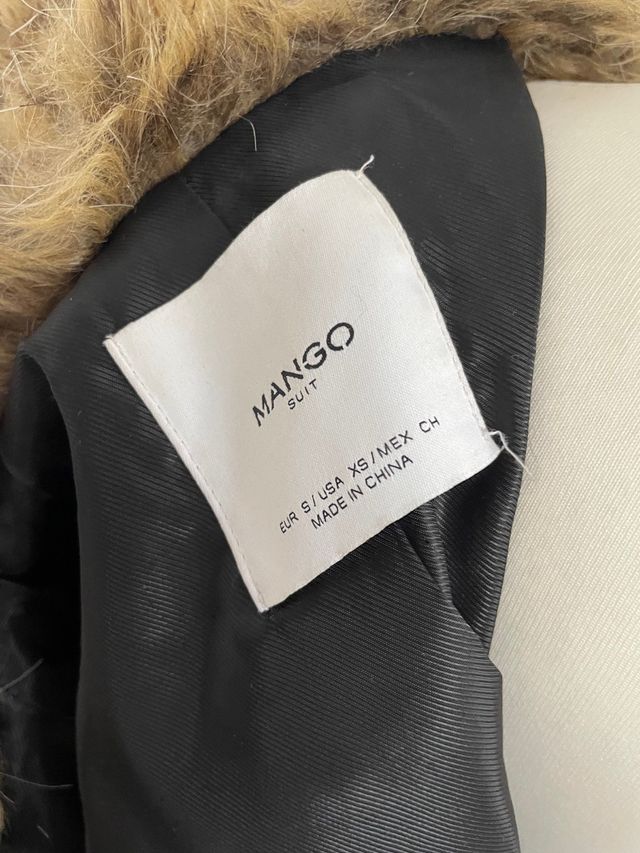 MANGO
SUIT
EUR S/USA XS/MEX CH
MADE IN CHINA